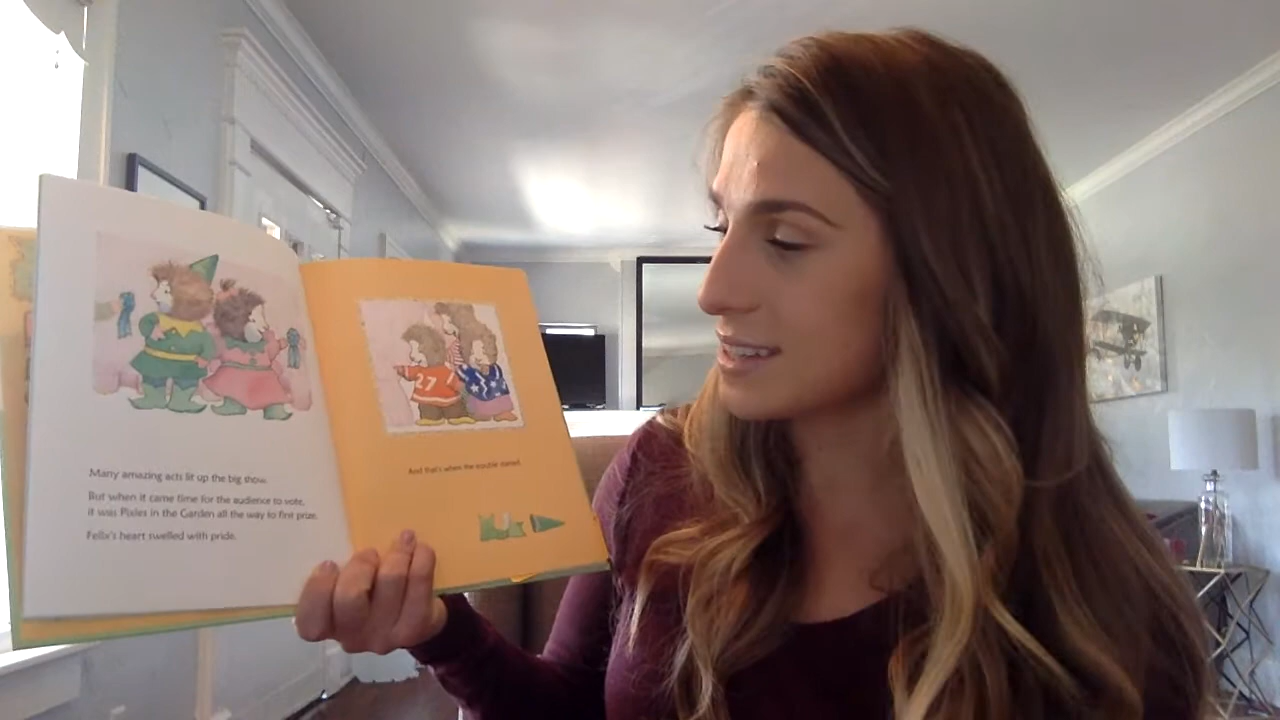 Many amazing acts lit up the big show.
But when it came time for the audience to vote,
it was Pixies in the Garden all the way to first prize.
Felix's heart swelled with pride.
27
And that's when the trouble started.